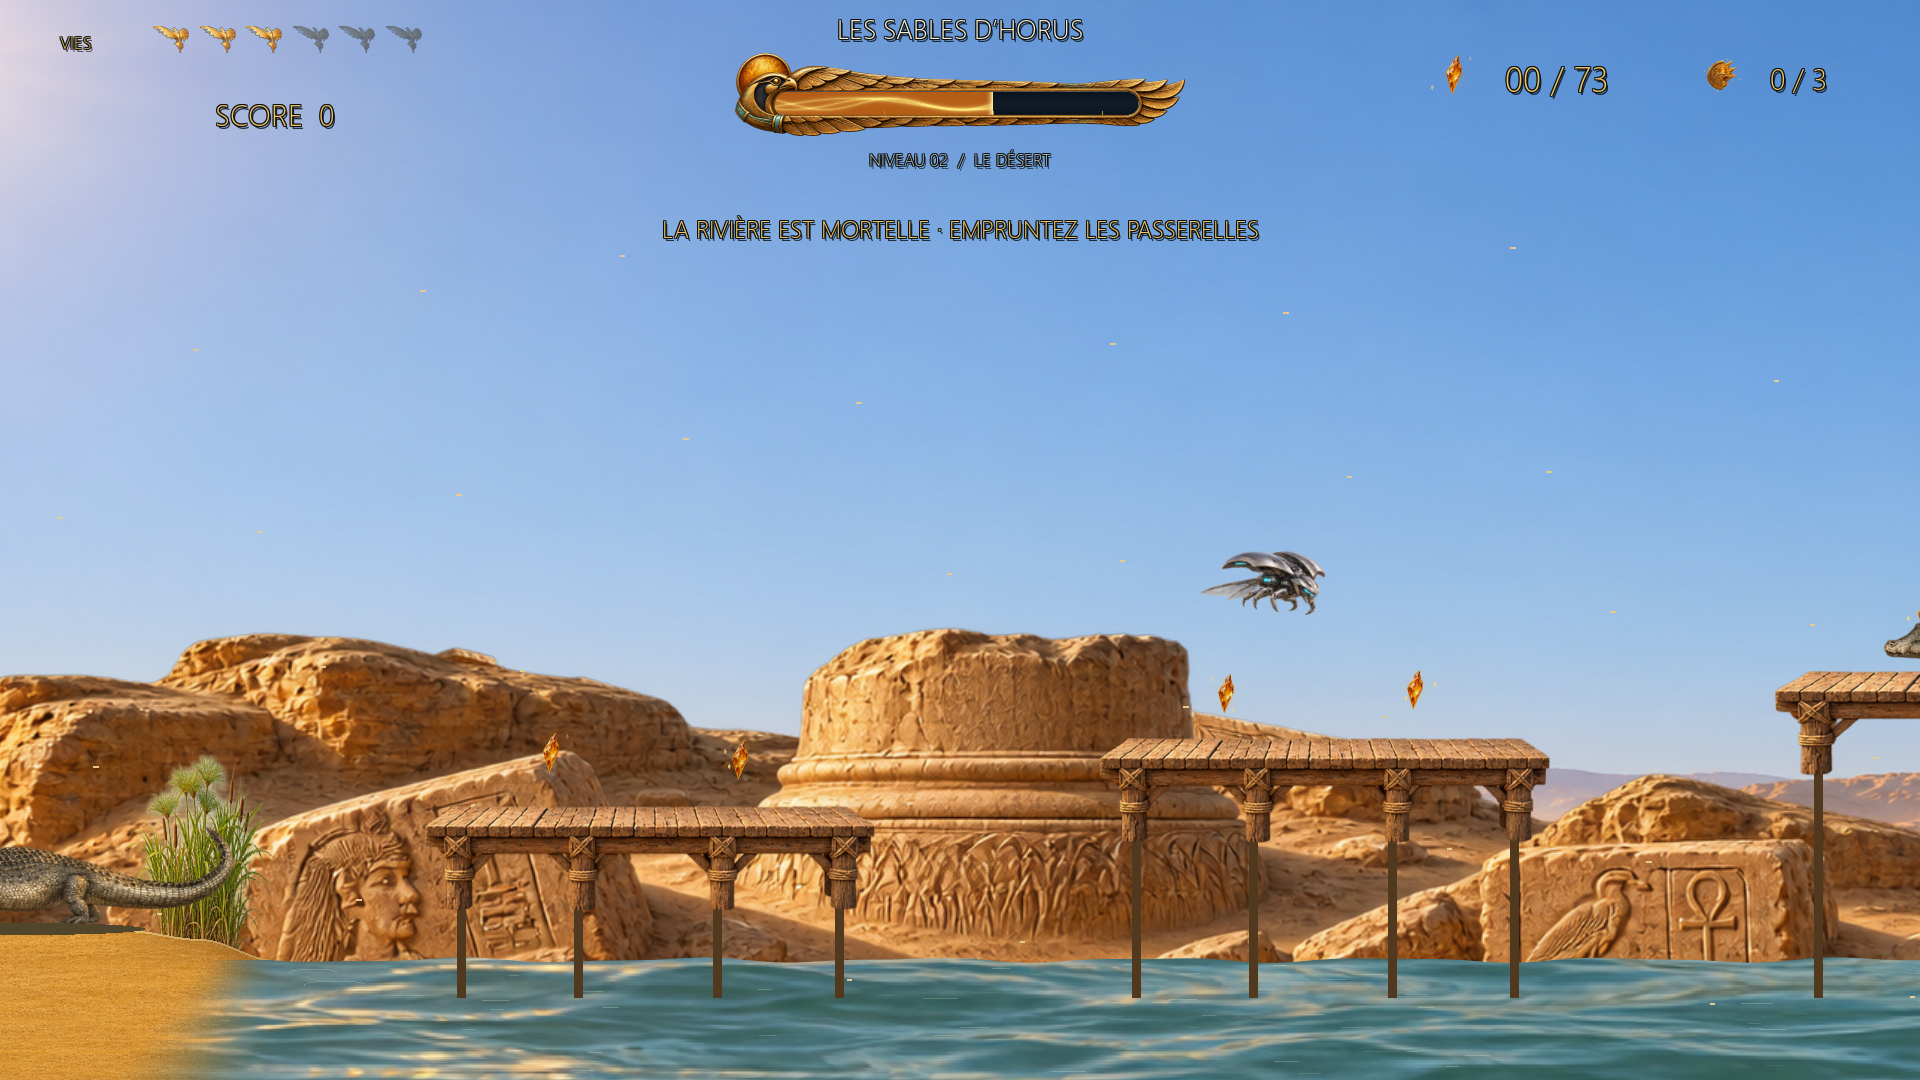 VIES
SCORE 0
LES SABLES D'HORUS
NIVEAU 02 / LE DÉSERT
00 / 73
0 / 3
LA RIVIÈRE EST MORTELLE · EMPRUNTEZ LES PASSERELLES